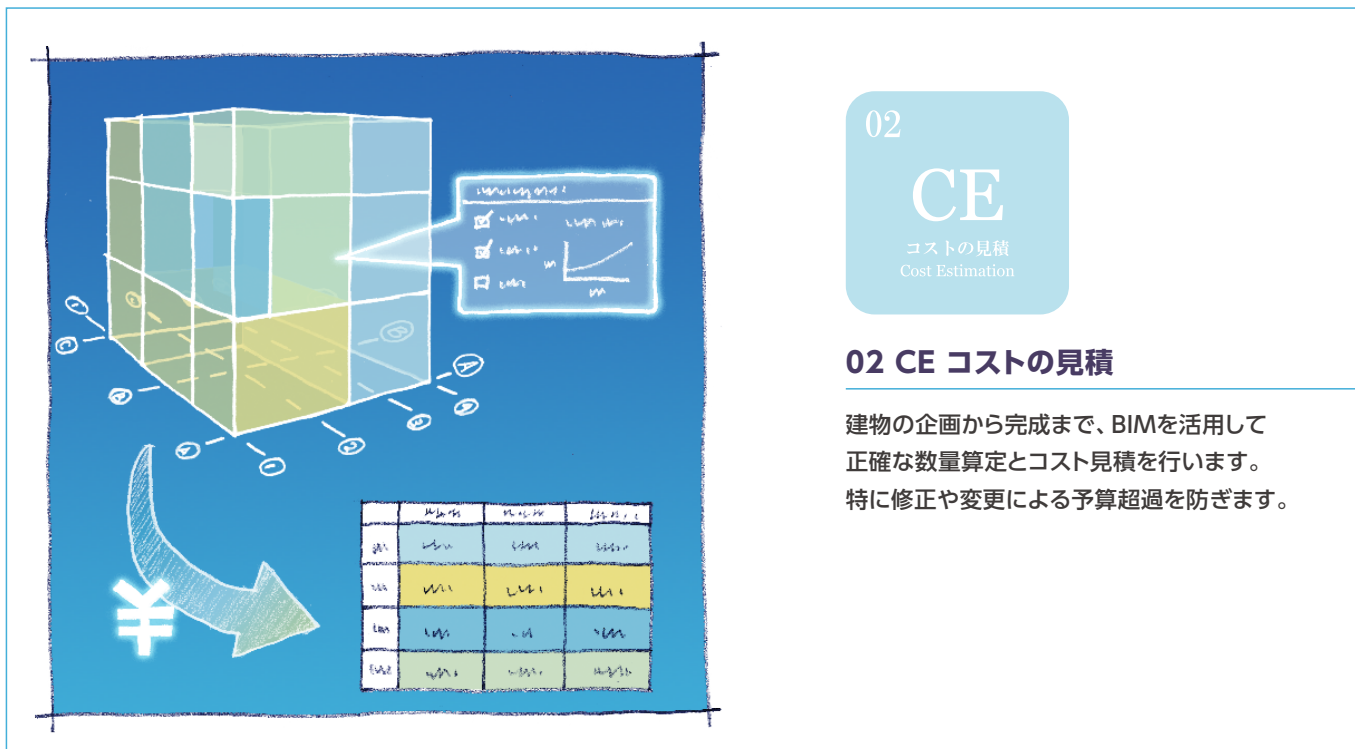 02
CE
コストの見積
Cost Estimation
02 CE コストの見積
建物の企画から完成まで、BIMを活用して
正確な数量算定とコスト見積を行います。
特に修正や変更による予算超過を防ぎます。
¥